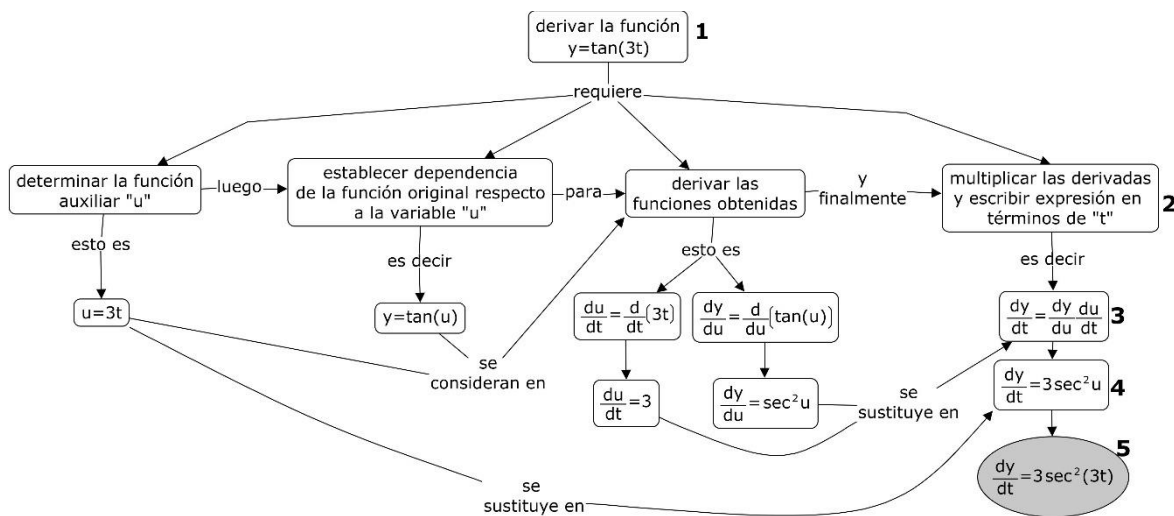 derivar la función
y=tan(3t)
1
requiere
determinar la función
auxiliar "u"
luego
establecer dependencia
de la función original respecto
a la variable "u"
para
derivar las
funciones obtenidas
y
finalmente
multiplicar las derivadas
y escribir expresión en
términos de "t"
2
esto es
es decir
esto es
es decir
u=3t
y=tan(u)
du/dt = d/dt (3t)
dy/du = d/du (tan(u))
dy/dt = dy/du du/dt
3
se
consideran en
du/dt = 3
dy/du = sec²u
se
sustituye en
dy/dt = 3sec²u
4
5
dy/dt = 3sec²(3t)
se
sustituye en